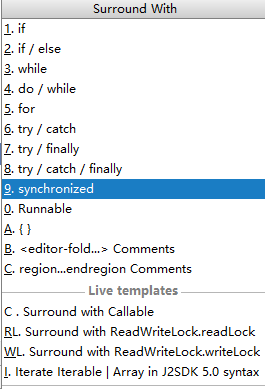 Surround With
1. if
2. if / else
3. while
4. do / while
5. for
6. try / catch
7. try / finally
8. try / catch / finally
9. synchronized
0. Runnable
A. { }
B. <editor-fold...> Comments
C. region...endregion Comments
Live templates
C . Surround with Callable
RL. Surround with ReadWriteLock.readLock
WL. Surround with ReadWriteLock.writeLock
I. Iterate Iterable | Array in J2SDK 5.0 syntax